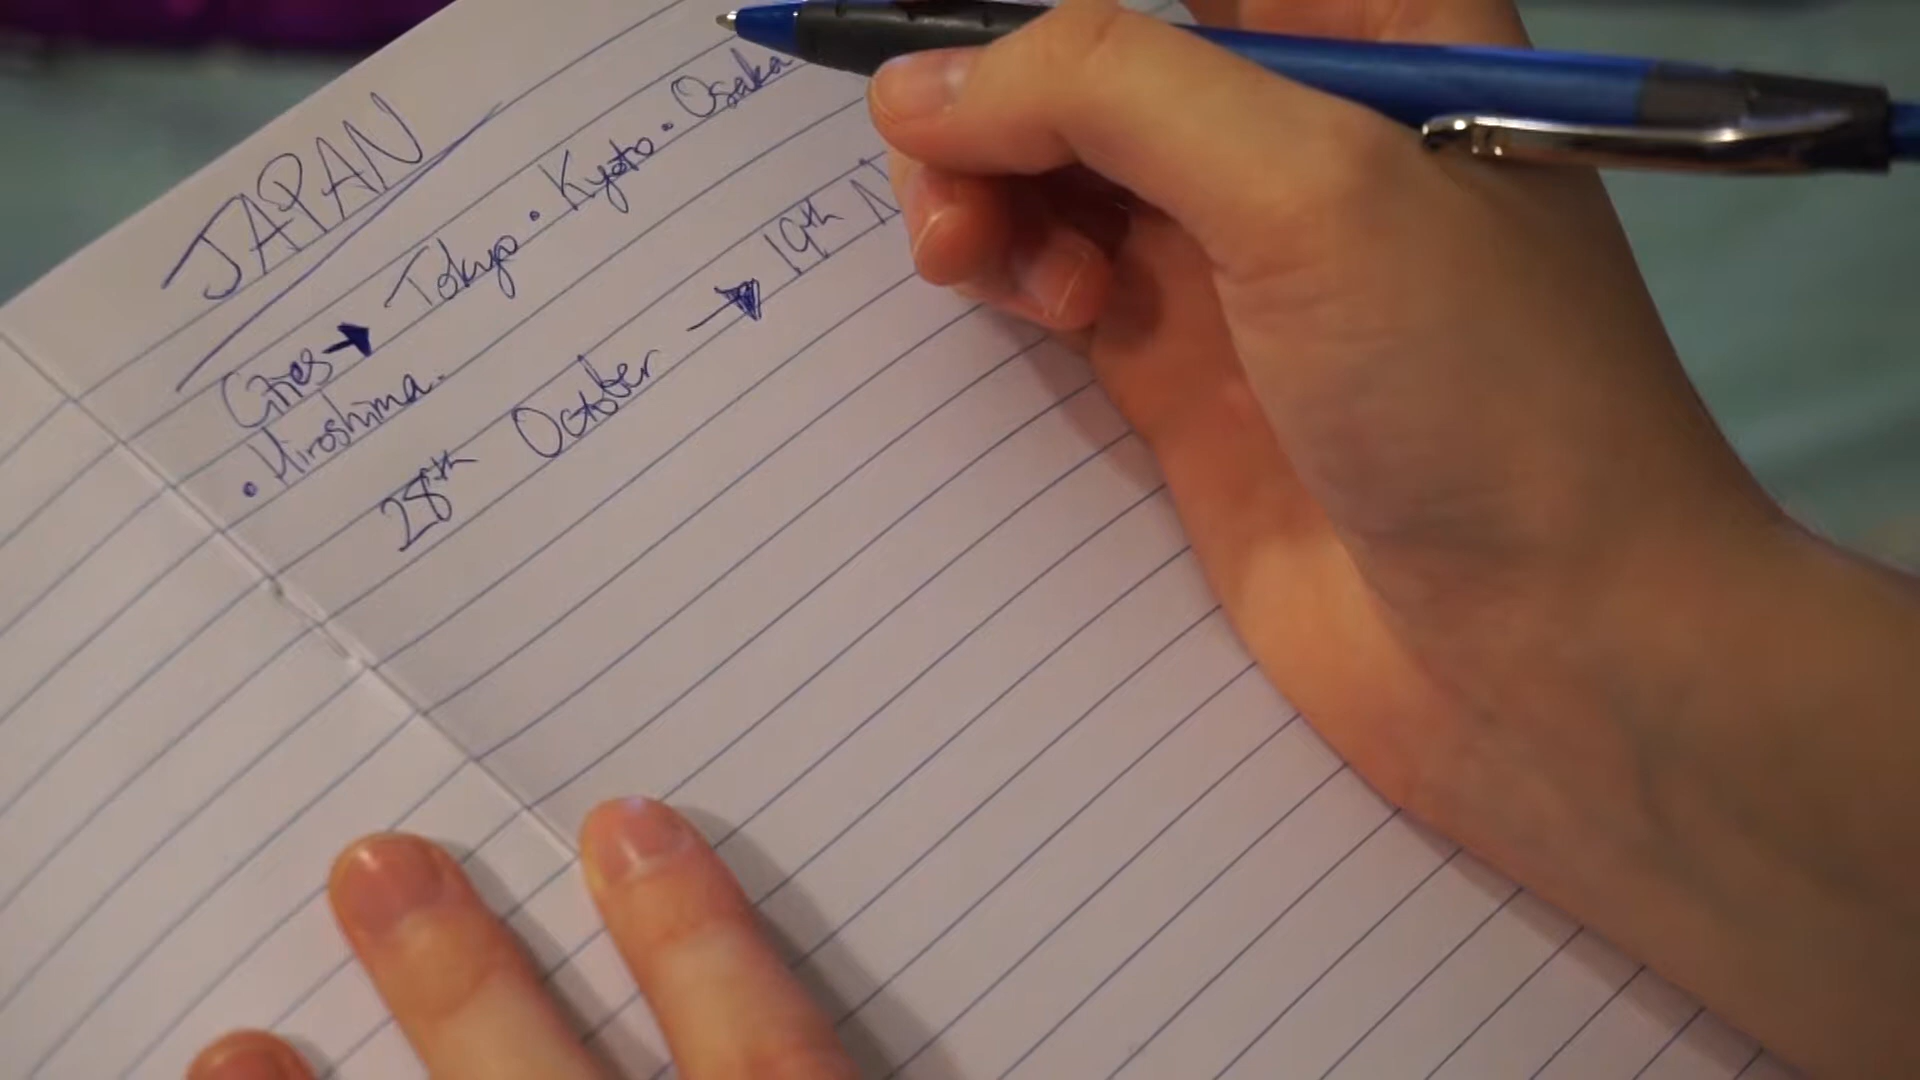 JAPAN
Cities → Tokyo • Kyoto • Osaka
• Hiroshima.
28th October → 19th N